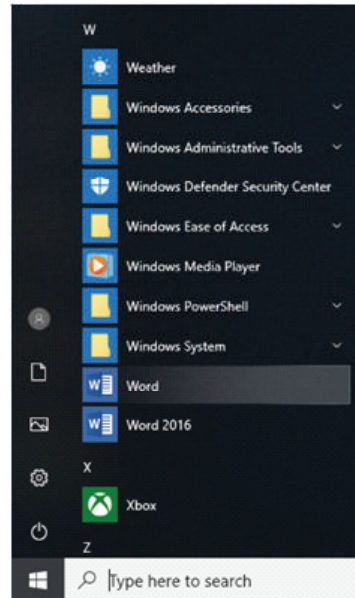 W
Weather
Windows Accessories
Windows Administrative Tools
Windows Defender Security Center
Windows Ease of Access
Windows Media Player
Windows PowerShell
Windows System
Word
Word 2016
X
Xbox
Z
Type here to search